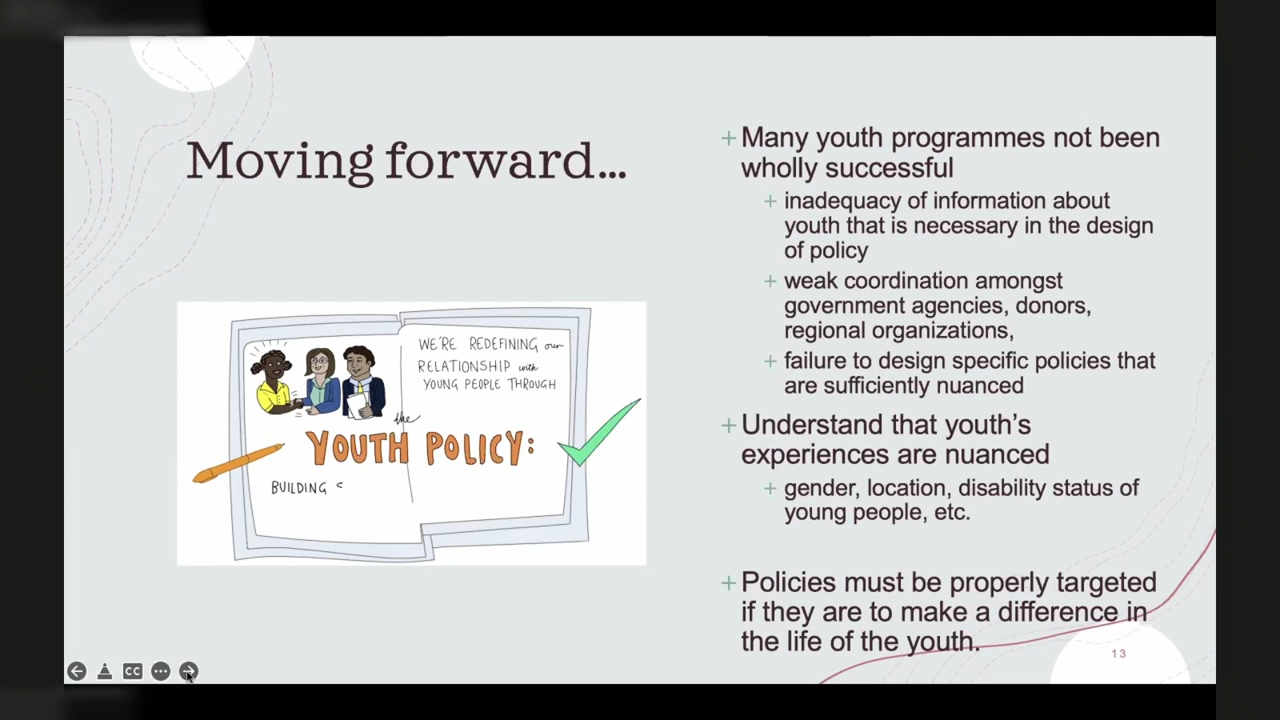 Moving forward...
WE'RE REDEFINING our
RELATIONSHIP with
YOUNG PEOPLE THROUGH
the
YOUTH POLICY:
BUILDING
+ Many youth programmes not been
wholly successful
+ inadequacy of information about
youth that is necessary in the design
of policy
+ weak coordination amongst
government agencies, donors,
regional organizations,
+ failure to design specific policies that
are sufficiently nuanced
+ Understand that youth's
experiences are nuanced
+ gender, location, disability status of
young people, etc.
+ Policies must be properly targeted
if they are to make a difference in
the life of the youth.
13
CC